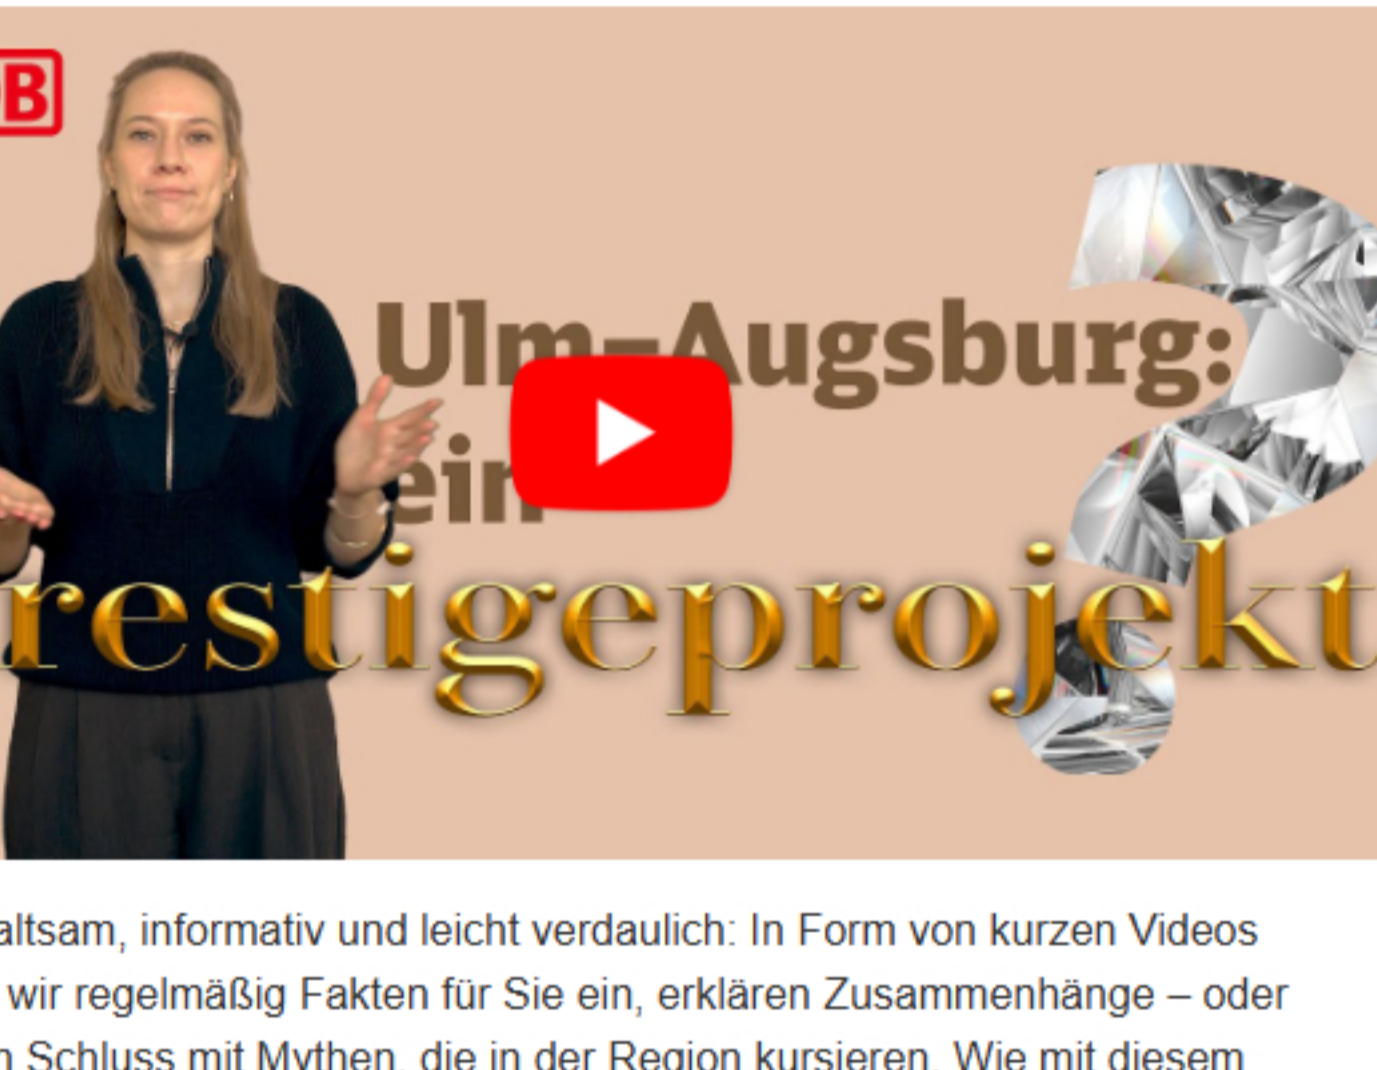 DB
Ulm–Augsburg:
ein
restigeprojekt
?
altsam, informativ und leicht verdaulich: In Form von kurzen Videos
wir regelmäßig Fakten für Sie ein, erklären Zusammenhänge – oder
n Schluss mit Mythen, die in der Region kursieren. Wie mit diesem